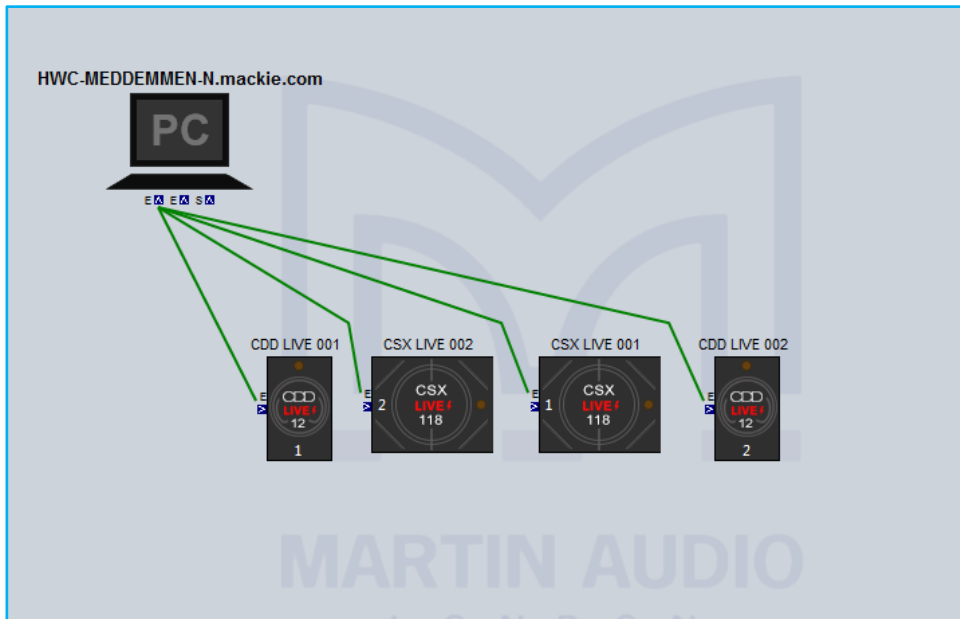 HWC-MEDDEMMEN-N.mackie.com
PC
E E S
CDD LIVE 001
CSX LIVE 002
CSX LIVE 001
CDD LIVE 002
E
CDD
LIVE
12
1
E
2
CSX
LIVE
118
E
1
CSX
LIVE
118
E
CDD
LIVE
12
2
MARTIN AUDIO